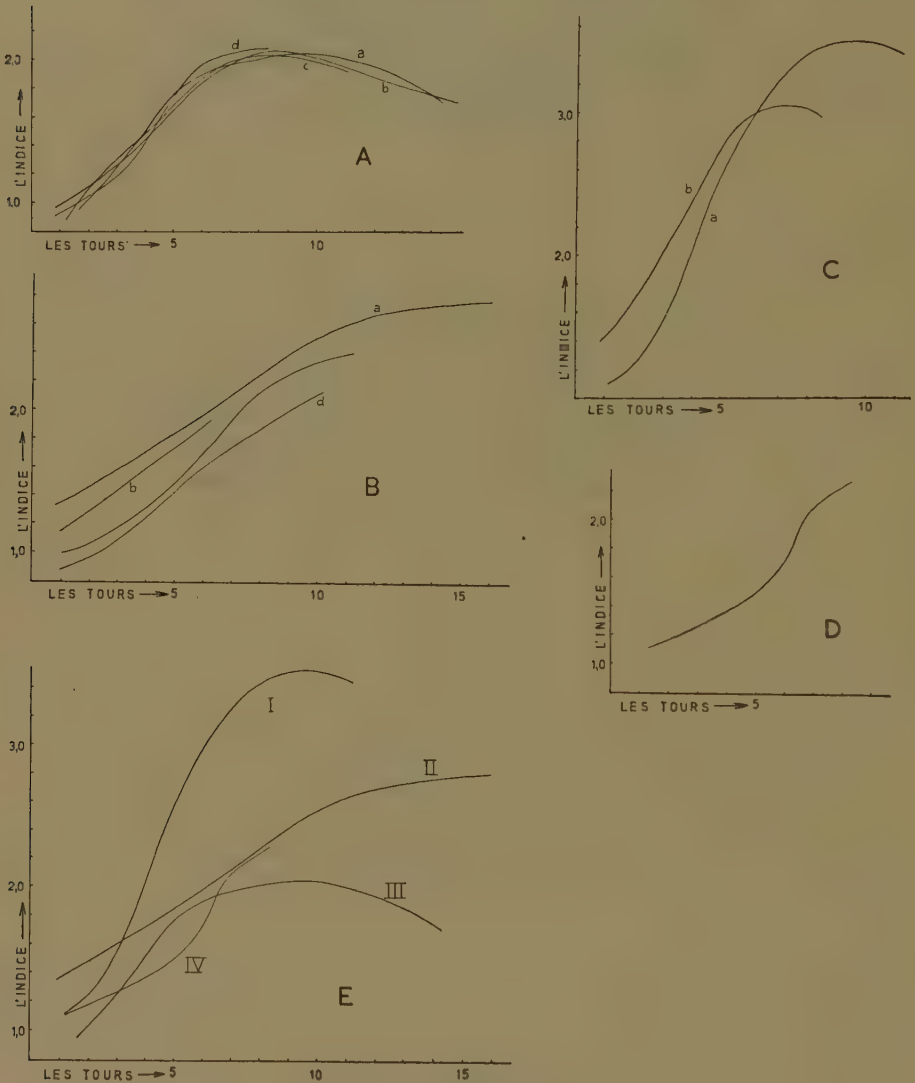 d
a
c
b
2,0
1,0
L'INDICE →
A
LES TOURS → 5 10
a
b
d
2,0
1,0
L'INDICE →
B
LES TOURS → 5 10 15
3,0
2,0
b
a
L'INDICE →
C
LES TOURS → 5 10
2,0
1,0
L'INDICE →
D
LES TOURS → 5
I
II
III
IV
3,0
2,0
1,0
L'INDICE →
E
LES TOURS → 5 10 15